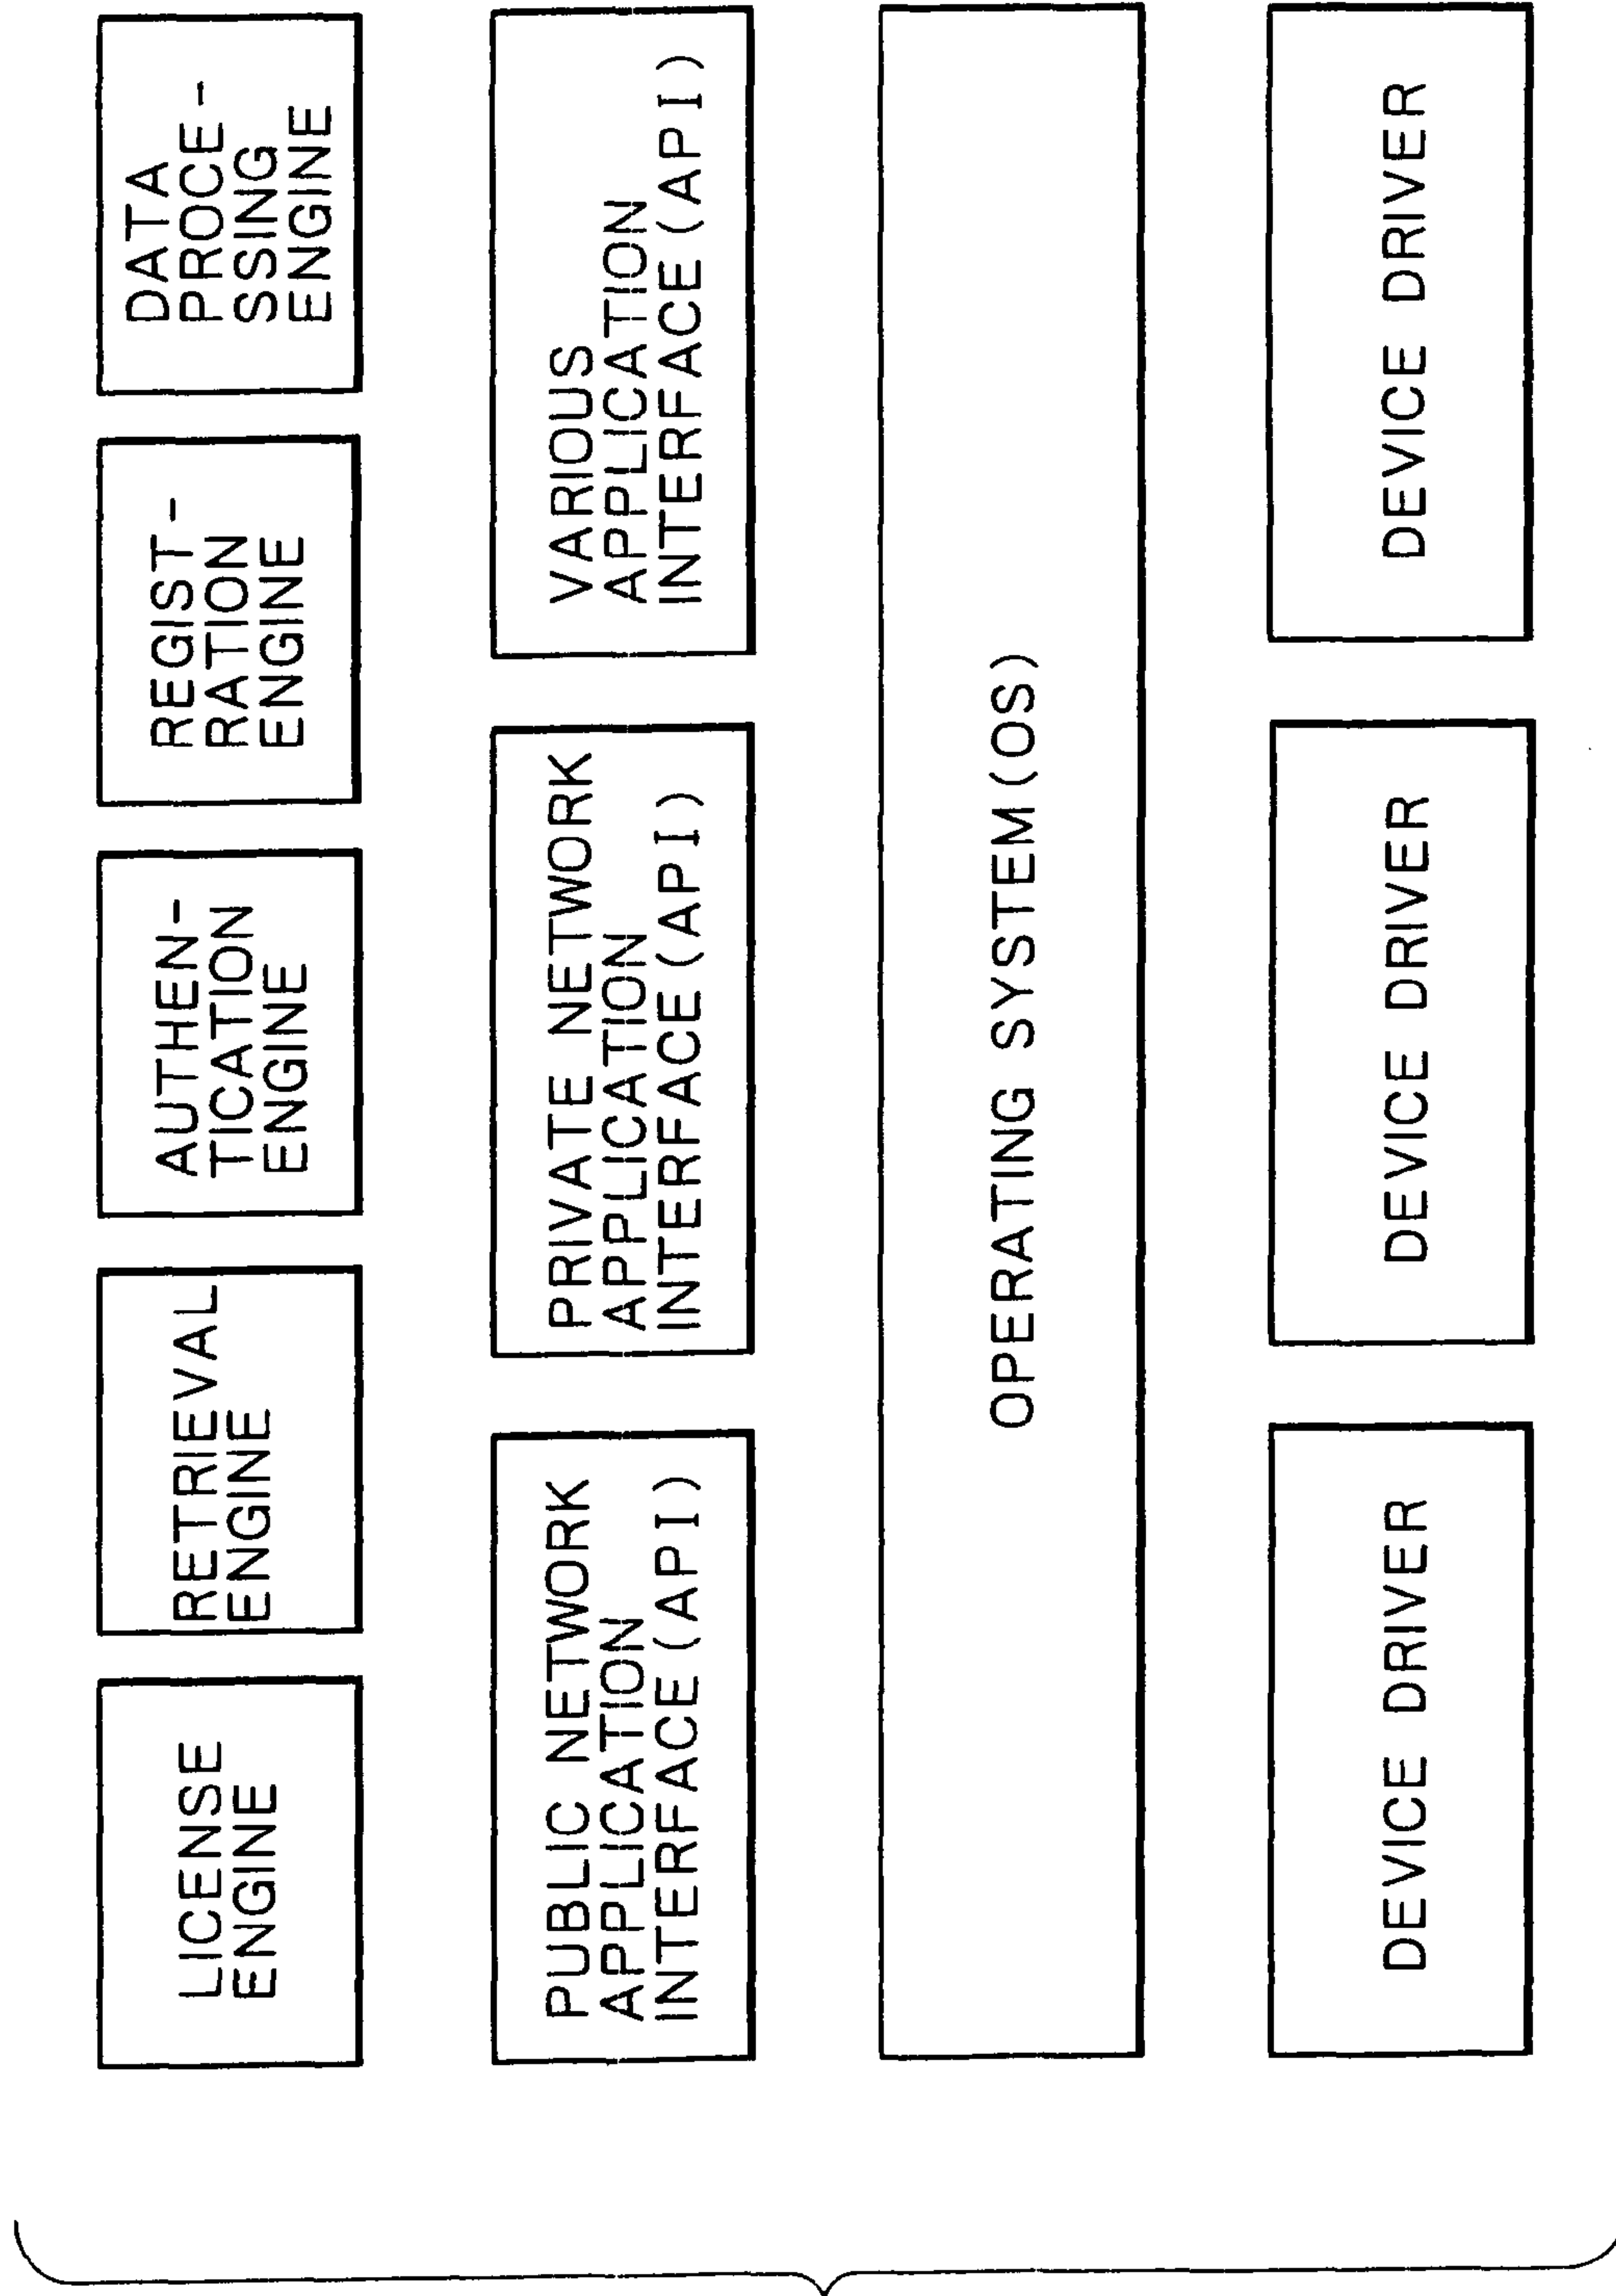 LICENSE
ENGINE
RETRIEVAL
ENGINE
AUTHEN-
TICATION
ENGINE
REGIST-
RATION
ENGINE
DATA
PROCE-
SSING
ENGINE
PUBLIC NETWORK
APPLICATION
INTERFACE (API)
PRIVATE NETWORK
APPLICATION
INTERFACE (API)
VARIOUS
APPLICATION
INTERFACE (API)
OPERATING SYSTEM (OS)
DEVICE DRIVER
DEVICE DRIVER
DEVICE DRIVER